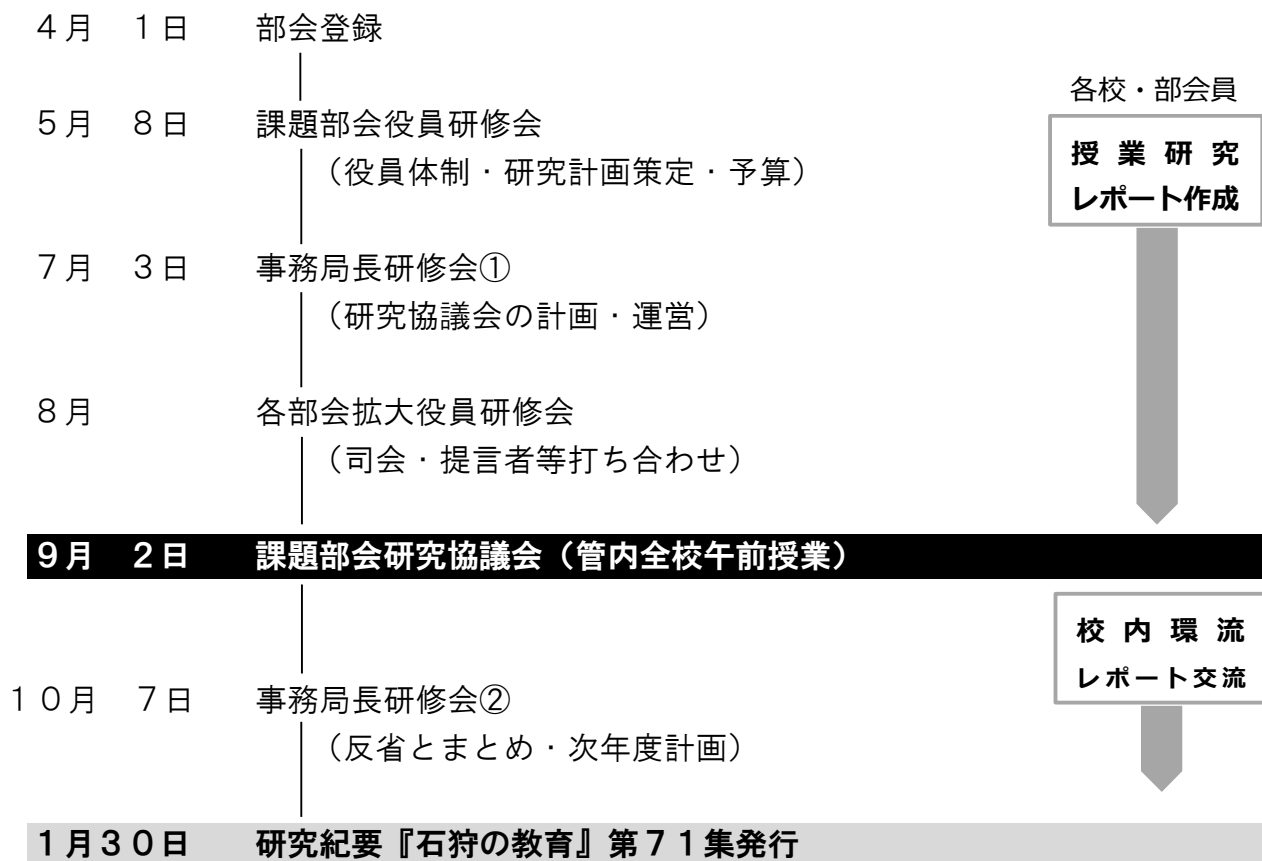 ４月　１日　部会登録
各校・部会員
５月　８日　課題部会役員研修会
（役員体制・研究計画策定・予算）
授 業 研 究
レポート作成
７月　３日　事務局長研修会①
（研究協議会の計画・運営）
８月　各部会拡大役員研修会
（司会・提言者等打ち合わせ）
９月　２日　課題部会研究協議会（管内全校午前授業）
校 内 環 流
レポート交流
１０月　７日　事務局長研修会②
（反省とまとめ・次年度計画）
１月３０日　研究紀要『石狩の教育』第７１集発行